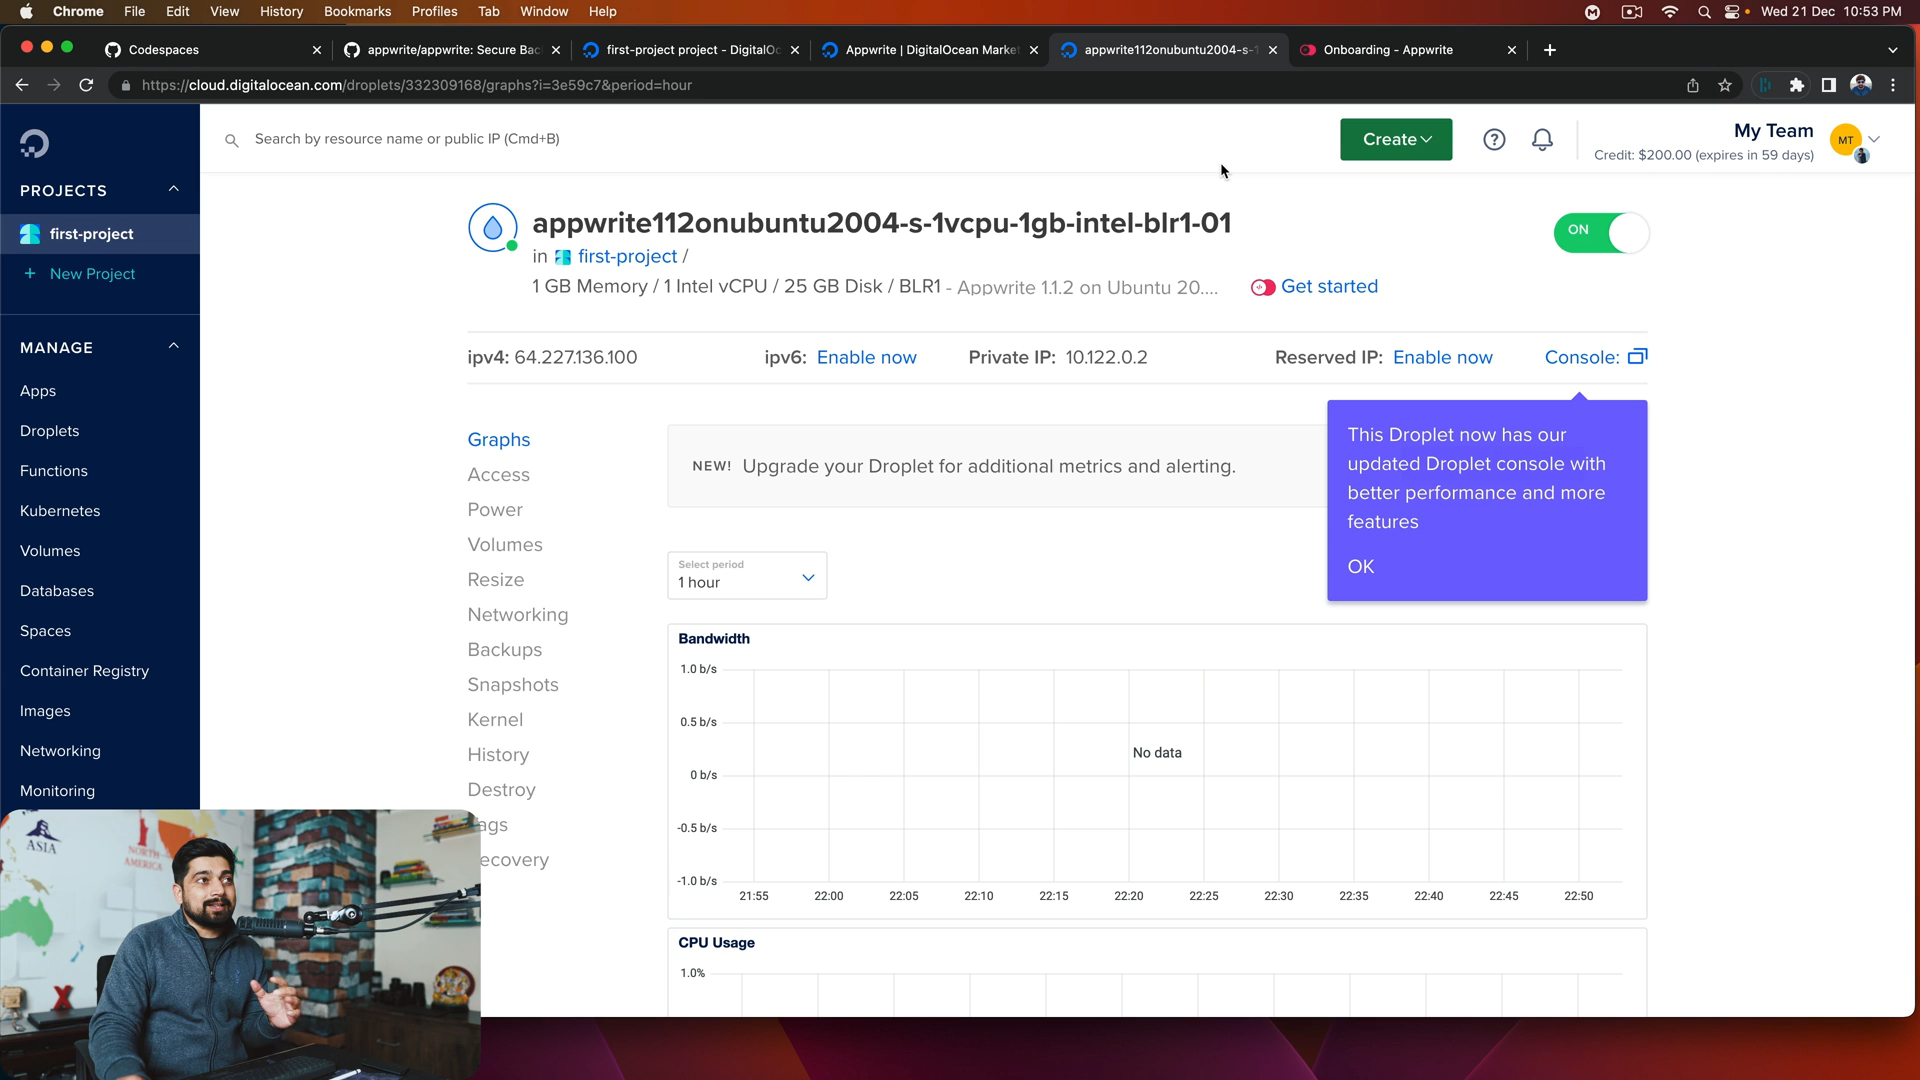 Chrome File Edit View History Bookmarks Profiles Tab Window Help Wed 21 Dec 10:53 PM
Codespaces appwrite/appwrite: Secure Bac first-project project - DigitalOc Appwrite | DigitalOcean Market appwrite112onubuntu2004-s-1 Onboarding - Appwrite
https://cloud.digitalocean.com/droplets/332309168/graphs?i=3e59c7&period=hour
Search by resource name or public IP (Cmd+B)
Create
My Team
Credit: $200.00 (expires in 59 days)
MT
PROJECTS
first-project
+ New Project
MANAGE
Apps
Droplets
Functions
Kubernetes
Volumes
Databases
Spaces
Container Registry
Images
Networking
Monitoring
appwrite112onubuntu2004-s-1vcpu-1gb-intel-blr1-01
in first-project /
1 GB Memory / 1 Intel vCPU / 25 GB Disk / BLR1 - Appwrite 1.1.2 on Ubuntu 20.... Get started
ON
ipv4: 64.227.136.100 ipv6: Enable now Private IP: 10.122.0.2 Reserved IP: Enable now Console:
Graphs
Access
Power
Volumes
Resize
Networking
Backups
Snapshots
Kernel
History
Destroy
ags
ecovery
NEW! Upgrade your Droplet for additional metrics and alerting.
This Droplet now has our
updated Droplet console with
better performance and more
features
OK
Select period
1 hour
Bandwidth
1.0 b/s
0.5 b/s
No data
0 b/s
-0.5 b/s
-1.0 b/s
21:55 22:00 22:05 22:10 22:15 22:20 22:25 22:30 22:35 22:40 22:45 22:50
CPU Usage
1.0%
ASIA
NORTH
AMERICA